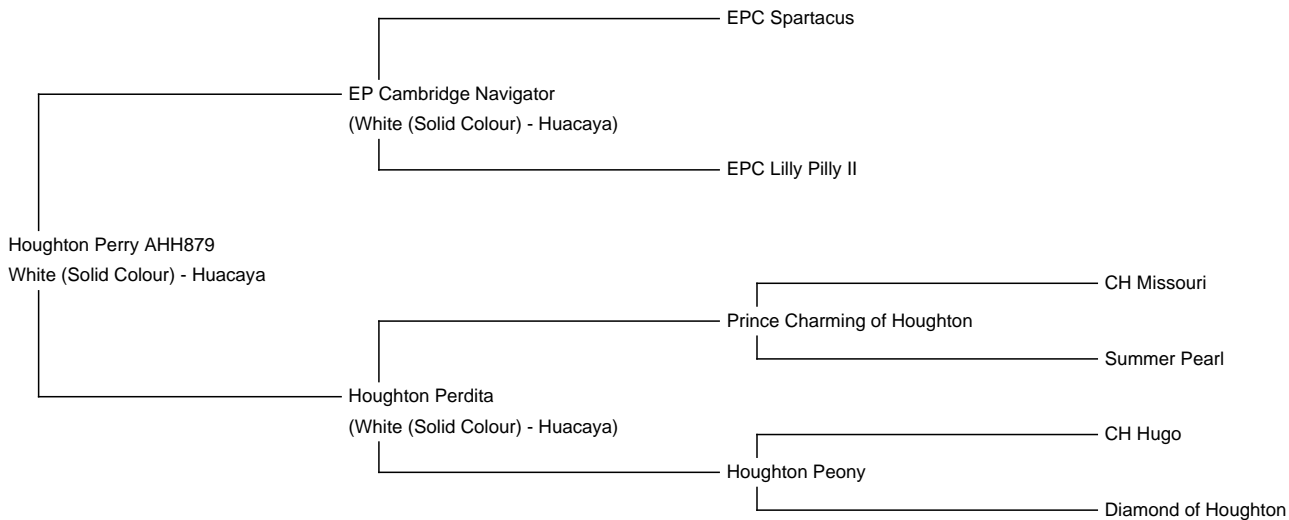 EPC Spartacus
EP Cambridge Navigator
(White (Solid Colour) - Huacaya)
EPC Lilly Pilly II
Houghton Perry AHH879
White (Solid Colour) - Huacaya
CH Missouri
Prince Charming of Houghton
Summer Pearl
Houghton Perdita
(White (Solid Colour) - Huacaya)
CH Hugo
Houghton Peony
Diamond of Houghton